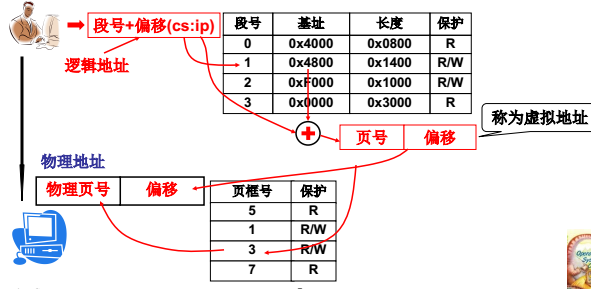 段号+偏移(cs:ip)
逻辑地址
段号 基址 长度 保护
0 0x4000 0x0800 R
1 0x4800 0x1400 R/W
2 0xF000 0x1000 R/W
3 0x0000 0x3000 R
称为虚拟地址
页号 偏移
物理地址
物理页号 偏移
页框号 保护
5 R
1 R/W
3 R/W
7 R